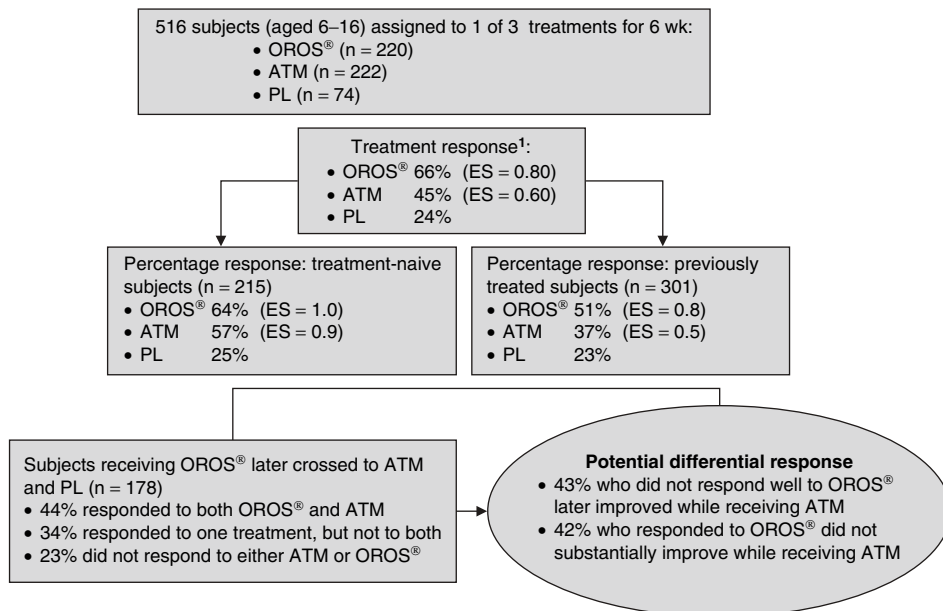 516 subjects (aged 6–16) assigned to 1 of 3 treatments for 6 wk:
• OROS® (n = 220)
• ATM (n = 222)
• PL (n = 74)
Treatment response¹:
• OROS® 66% (ES = 0.80)
• ATM 45% (ES = 0.60)
• PL 24%
Percentage response: treatment-naive
subjects (n = 215)
• OROS® 64% (ES = 1.0)
• ATM 57% (ES = 0.9)
• PL 25%
Percentage response: previously
treated subjects (n = 301)
• OROS® 51% (ES = 0.8)
• ATM 37% (ES = 0.5)
• PL 23%
Subjects receiving OROS® later crossed to ATM
and PL (n = 178)
• 44% responded to both OROS® and ATM
• 34% responded to one treatment, but not to both
• 23% did not respond to either ATM or OROS®
Potential differential response
• 43% who did not respond well to OROS®
later improved while receiving ATM
• 42% who responded to OROS® did not
substantially improve while receiving ATM